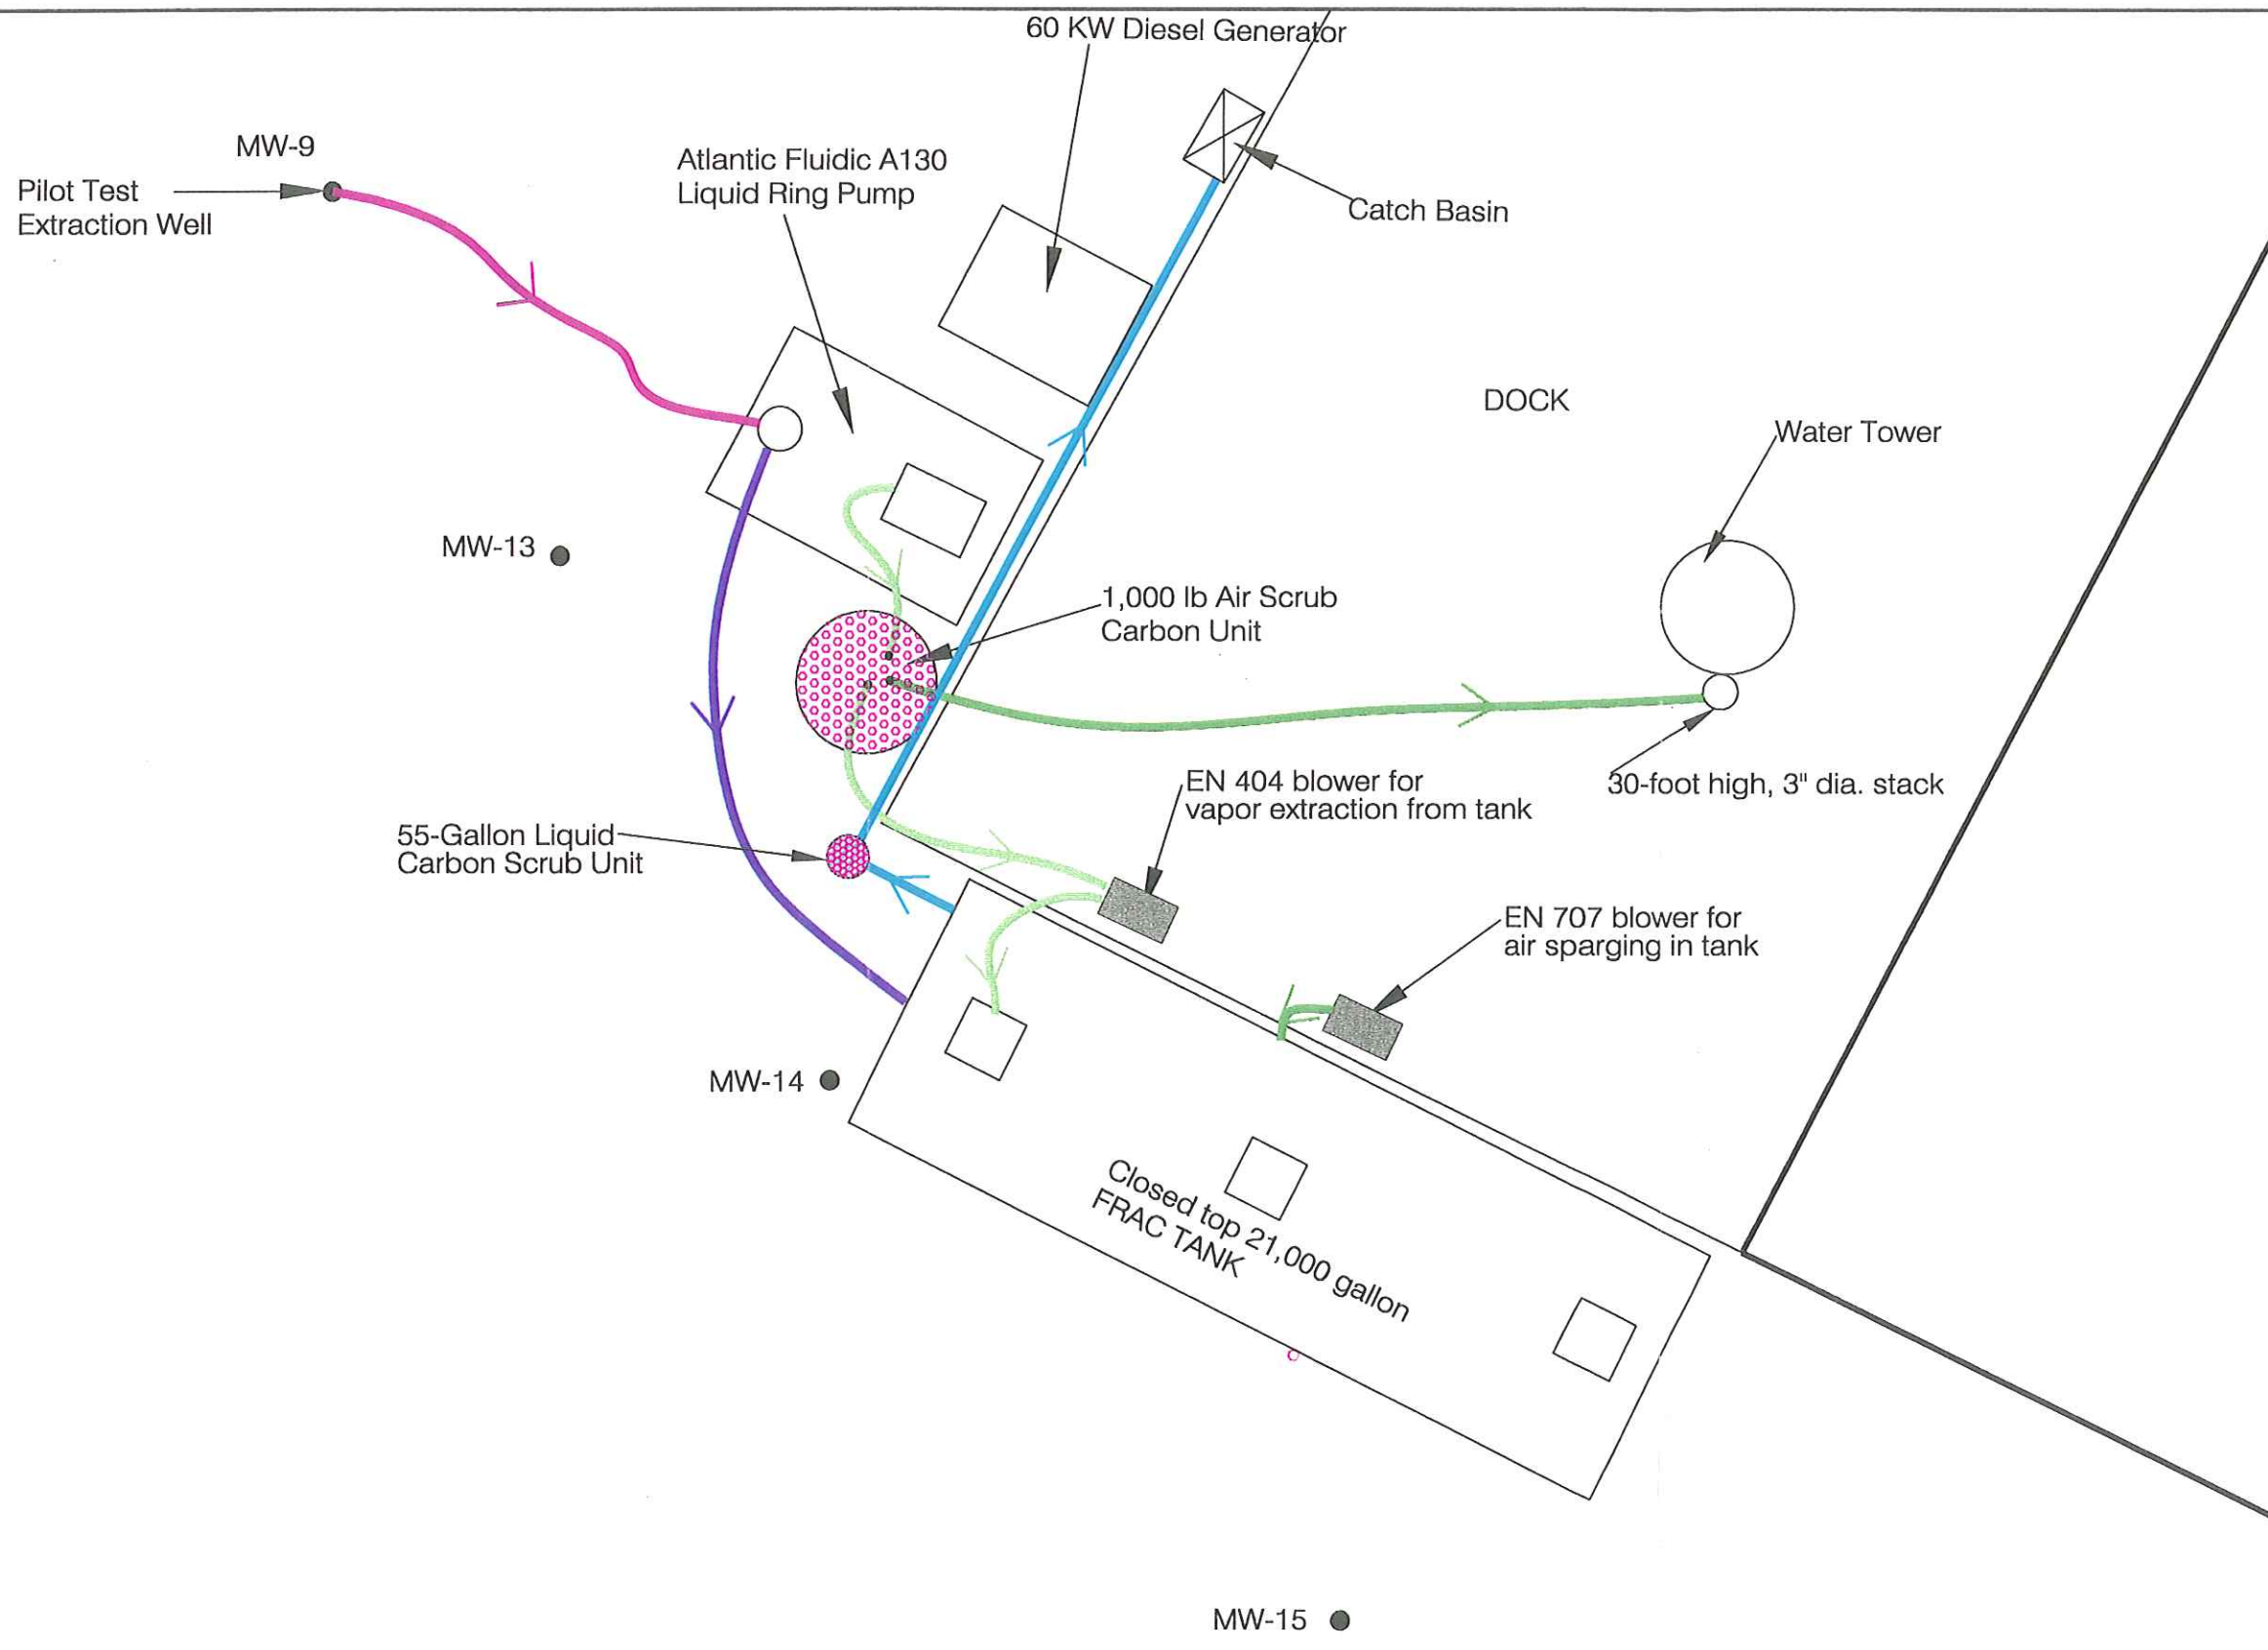 60 KW Diesel Generator
MW-9
Pilot Test
Extraction Well
Atlantic Fluidic A130
Liquid Ring Pump
Catch Basin
DOCK
Water Tower
MW-13
1,000 lb Air Scrub
Carbon Unit
EN 404 blower for
vapor extraction from tank
30-foot high, 3" dia. stack
55-Gallon Liquid
Carbon Scrub Unit
EN 707 blower for
air sparging in tank
MW-14
Closed top 21,000 gallon
FRAC TANK
MW-15